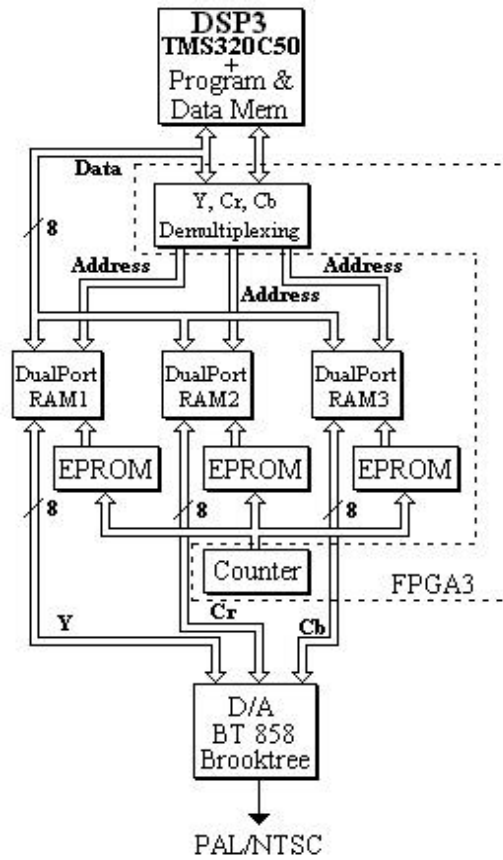 DSP3
TMS320C50
+
Program &
Data Mem
Data
Y, Cr, Cb
Demultiplexing
8
Address
Address
Address
DualPort
RAM1
DualPort
RAM2
DualPort
RAM3
EPROM
EPROM
EPROM
8
8
8
Counter
FPGA3
Y
Cr
Cb
D/A
BT 858
Brooktree
PAL/NTSC